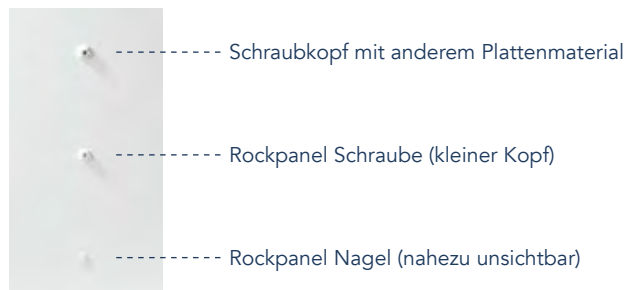 Schraubkopf mit anderem Plattenmaterial
Rockpanel Schraube (kleiner Kopf)
Rockpanel Nagel (nahezu unsichtbar)